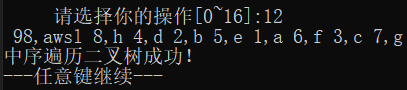 请选择你的操作[0~16]:12
98,awsl 8,h 4,d 2,b 5,e 1,a 6,f 3,c 7,g
中序遍历二叉树成功!
---任意键继续---